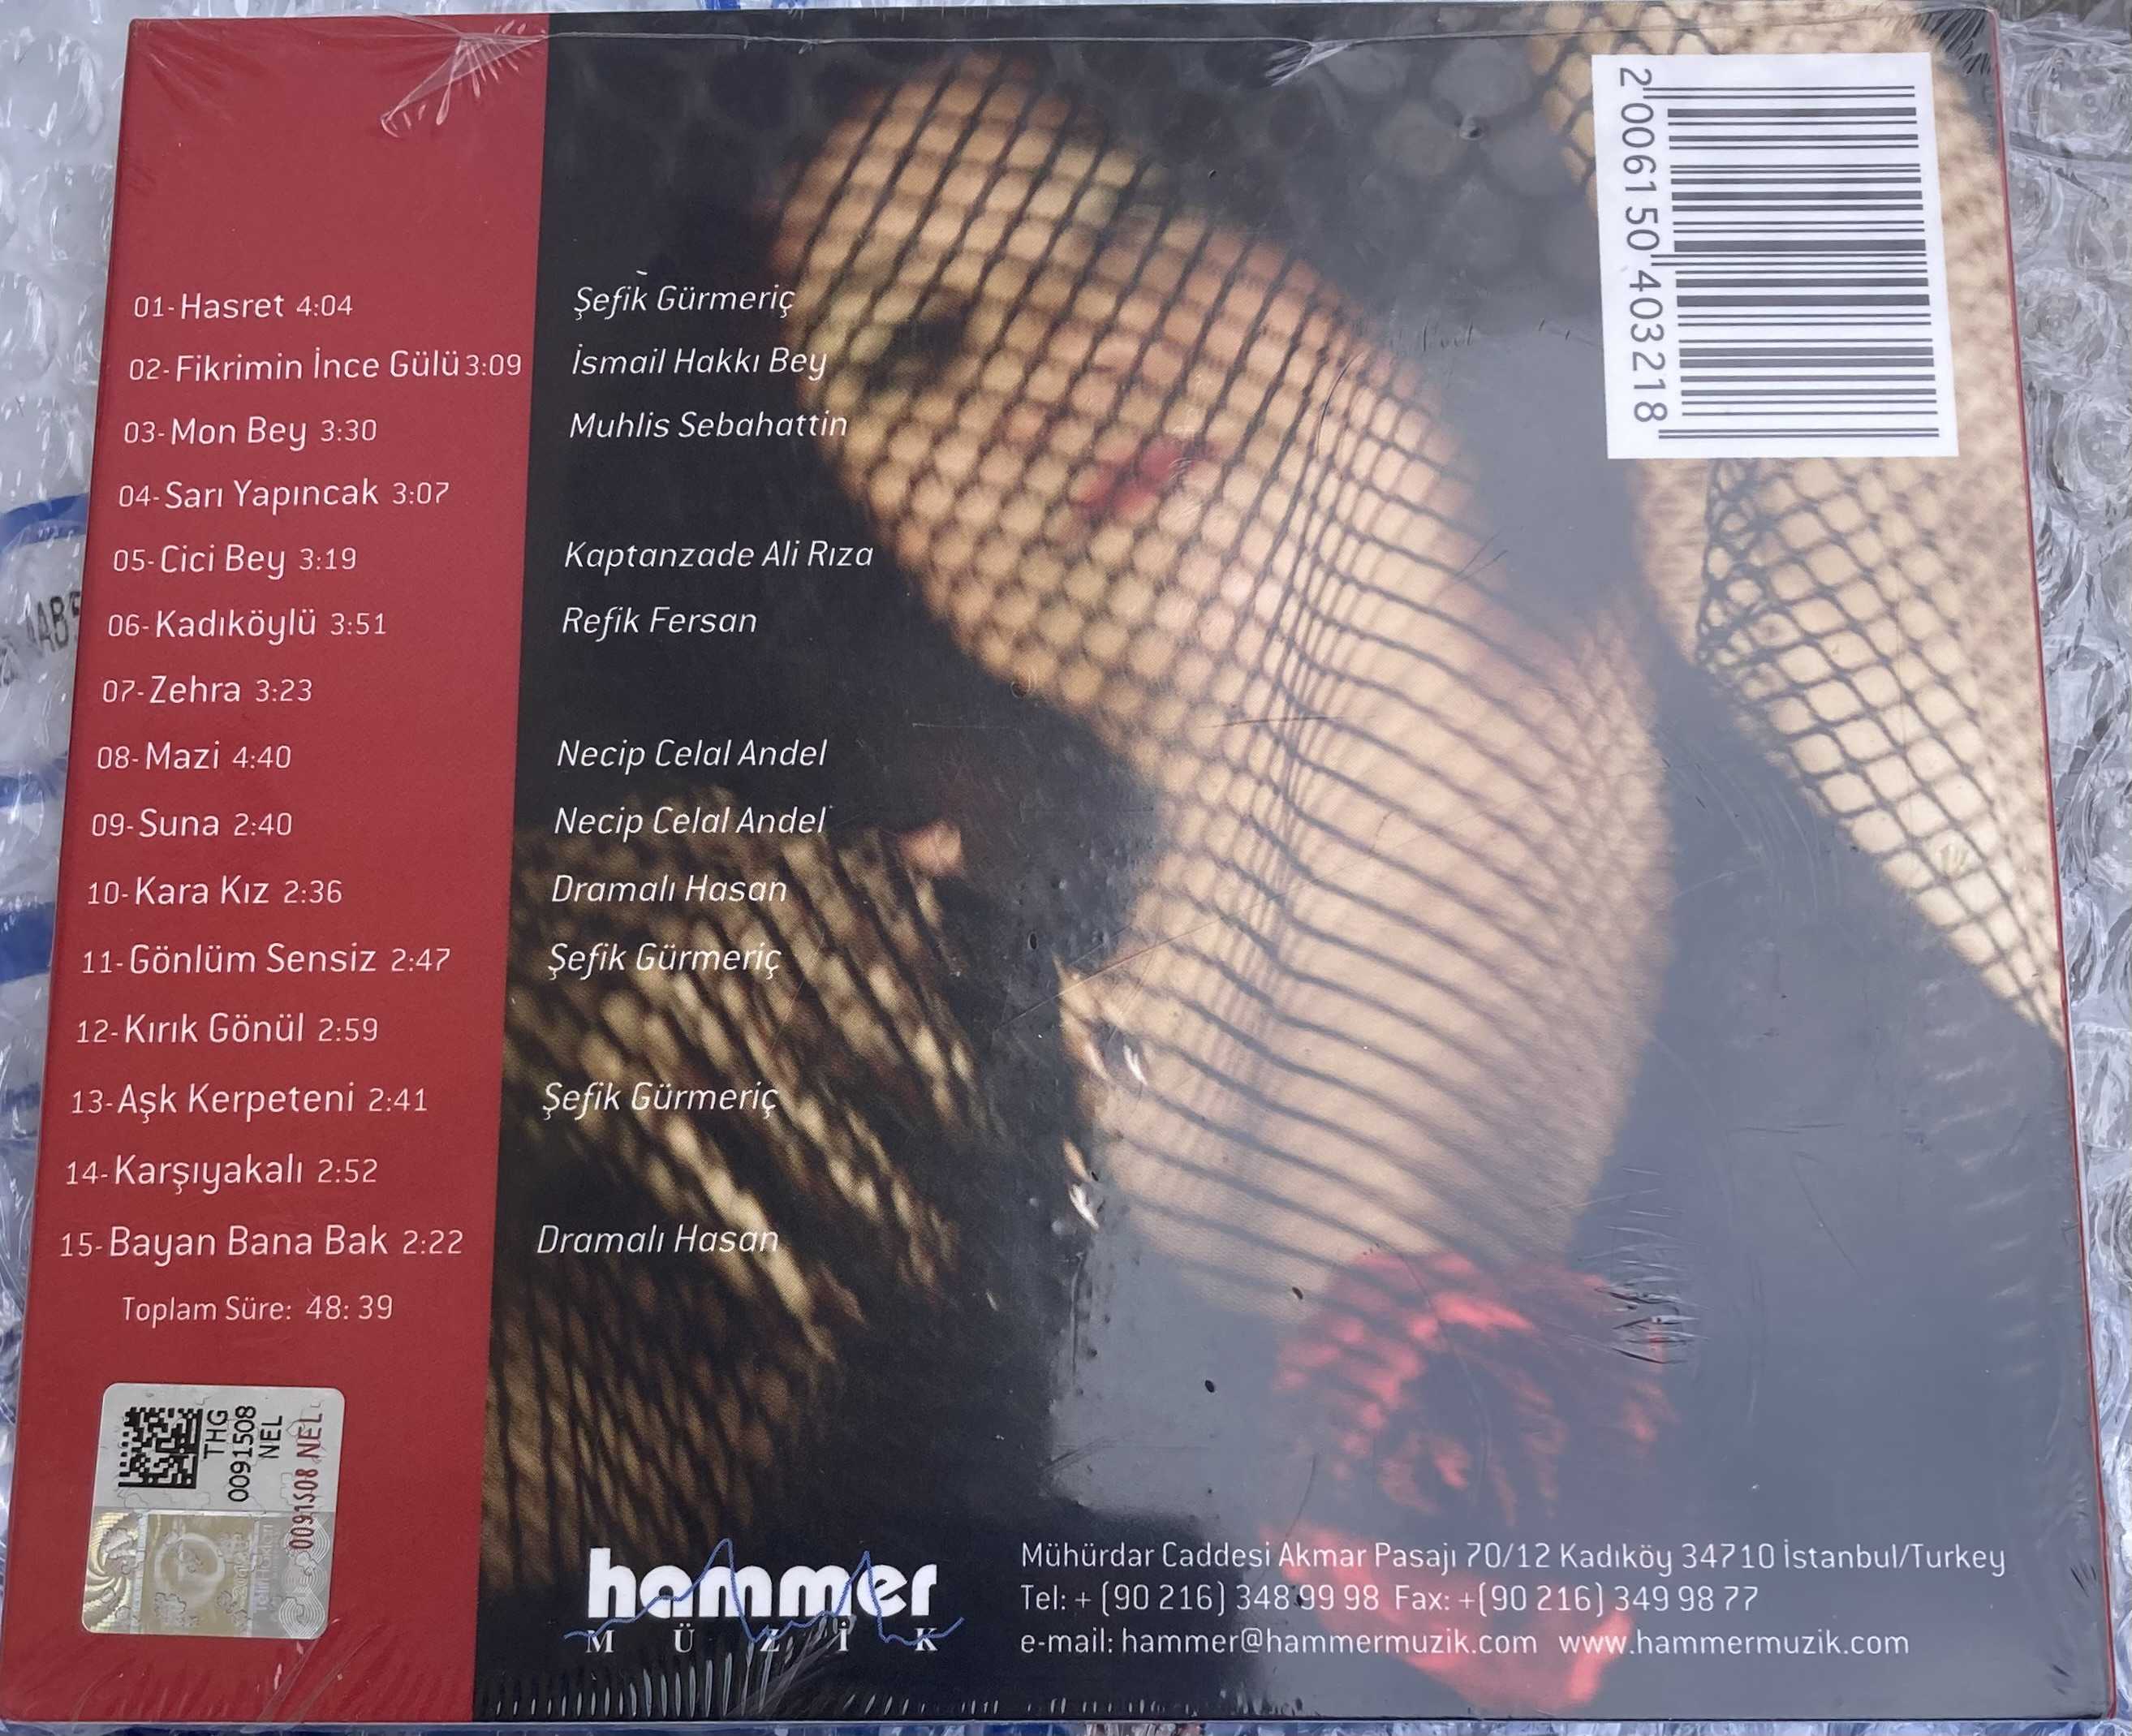 01-Hasret 4:04 Şefik Gürmeriç
02-Fikrimin İnce Gülü 3:09 İsmail Hakkı Bey
03-Mon Bey 3:30 Muhlis Sebahattin
04-Sarı Yapıncak 3:07
05-Cici Bey 3:19 Kaptanzade Ali Rıza
06-Kadıköylü 3:51 Refik Fersan
07-Zehra 3:23
08-Mazi 4:40 Necip Celal Andel
09-Suna 2:40 Necip Celal Andel
10-Kara Kız 2:36 Dramalı Hasan
11-Gönlüm Sensiz 2:47 Şefik Gürmeriç
12-Kırık Gönül 2:59
13-Aşk Kerpeteni 2:41 Şefik Gürmeriç
14-Karşıyakalı 2:52
15-Bayan Bana Bak 2:22 Dramalı Hasan
Toplam Süre: 48: 39
2 006150 403218
THG
0091508
NEL
0091508 NEL
hammer
MÜZİK
Mühürdar Caddesi Akmar Pasajı 70/12 Kadıköy 34710 İstanbul/Turkey
Tel: + (90 216) 348 99 98 Fax: +(90 216) 349 98 77
e-mail: hammer@hammermuzik.com www.hammermuzik.com